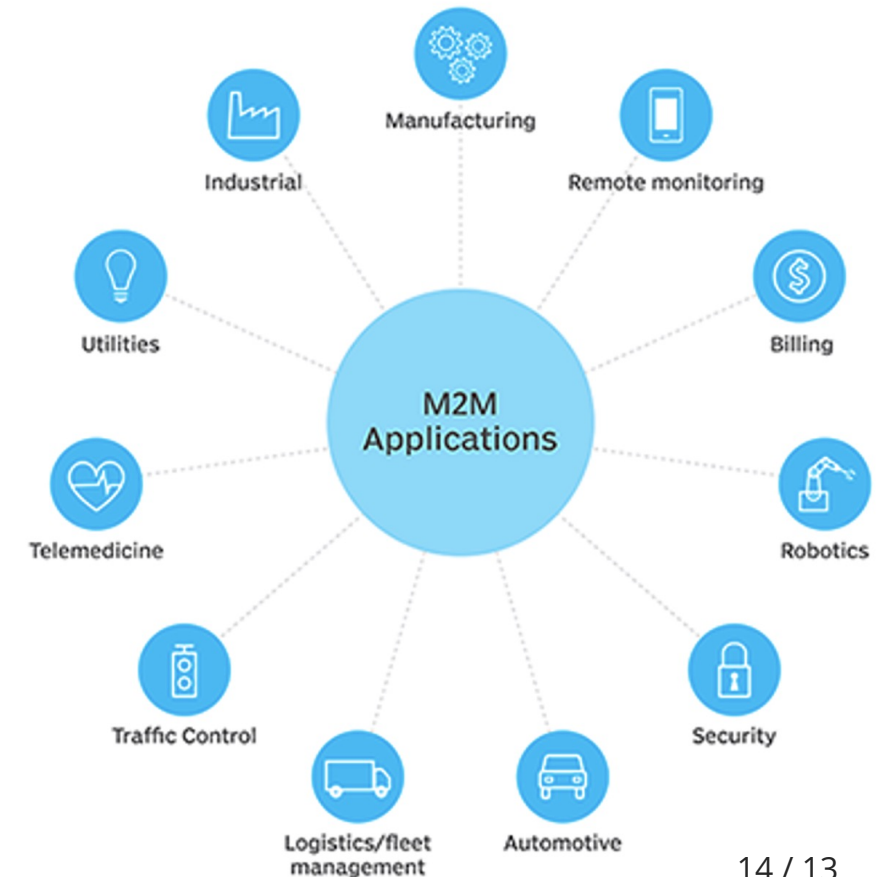 Manufacturing
Industrial
Remote monitoring
Utilities
Billing
M2M
Applications
Telemedicine
Robotics
Traffic Control
Security
Logistics/fleet
management
Automotive
14 / 13